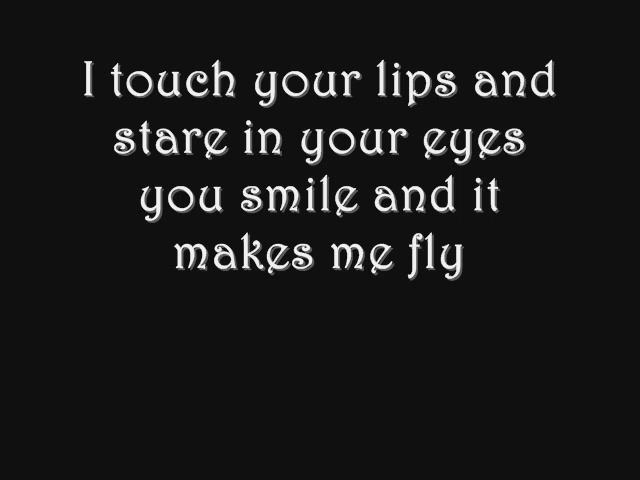 I touch your lips and
stare in your eyes
you smile and it
makes me fly